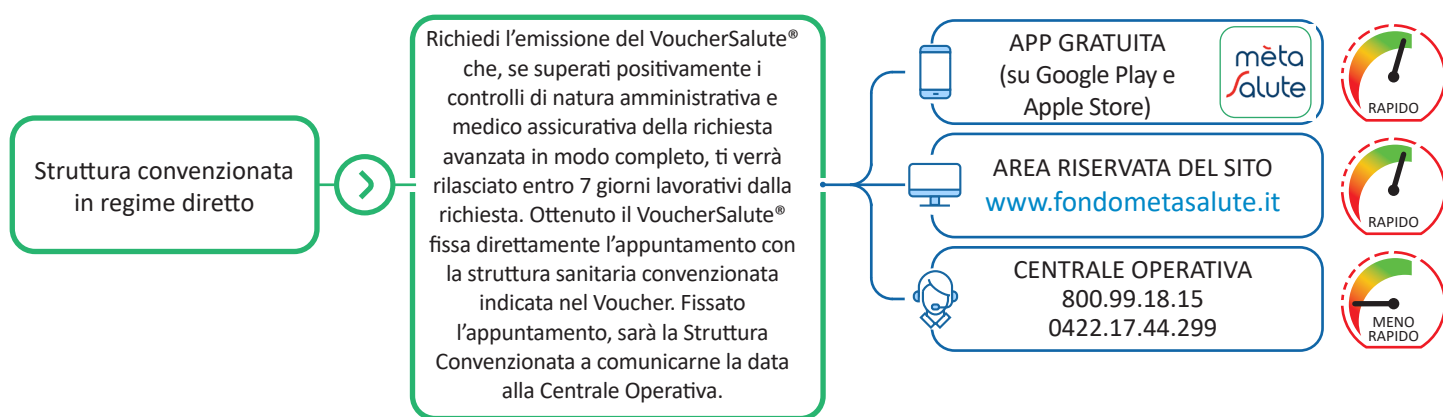 Struttura convenzionata
in regime diretto
Richiedi l'emissione del VoucherSalute®
che, se superati positivamente i
controlli di natura amministrativa e
medico assicurativa della richiesta
avanzata in modo completo, ti verrà
rilasciato entro 7 giorni lavorativi dalla
richiesta. Ottenuto il VoucherSalute®
fissa direttamente l'appuntamento con
la struttura sanitaria convenzionata
indicata nel Voucher. Fissato
l'appuntamento, sarà la Struttura
Convenzionata a comunicarne la data
alla Centrale Operativa.
APP GRATUITA
(su Google Play e
Apple Store)
mèta
Salute
RAPIDO
AREA RISERVATA DEL SITO
www.fondometasalute.it
RAPIDO
CENTRALE OPERATIVA
800.99.18.15
0422.17.44.299
MENO
RAPIDO